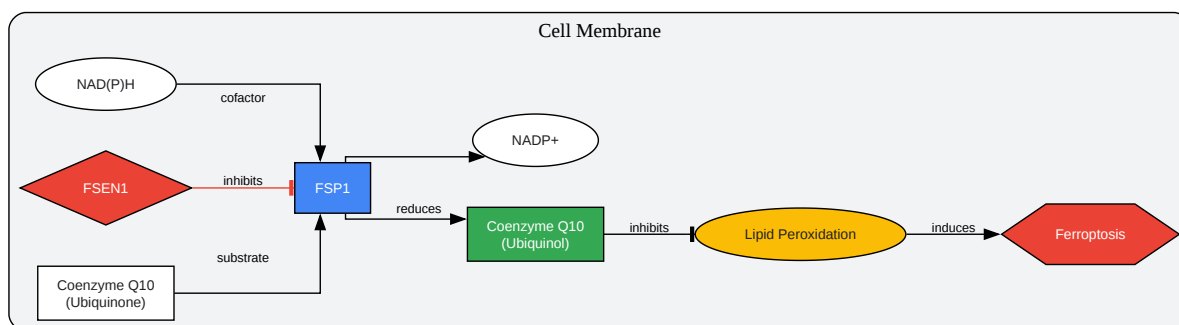 Cell Membrane
NAD(P)H
cofactor
NADP+
FSEN1
inhibits
FSP1
reduces
Coenzyme Q10
(Ubiquinol)
inhibits
Lipid Peroxidation
induces
Ferroptosis
substrate
Coenzyme Q10
(Ubiquinone)